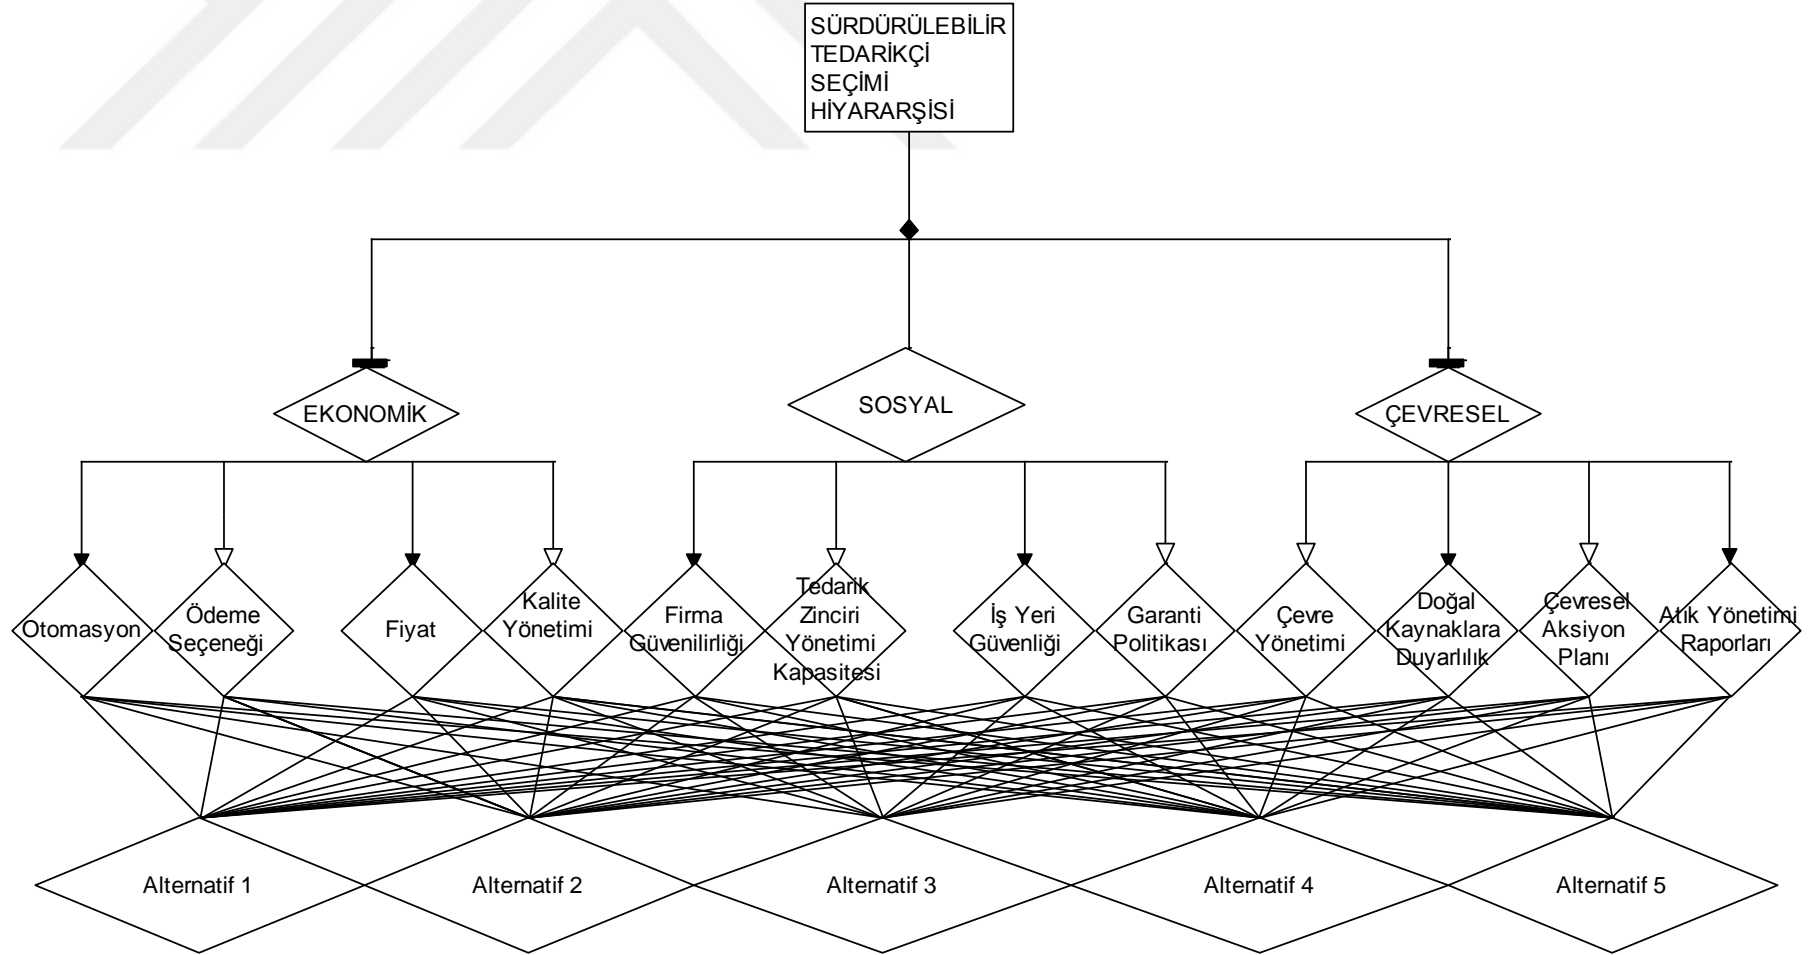 SÜRDÜRÜLEBİLİR
TEDARİKÇİ
SEÇİMİ
HİYARARŞİSİ
EKONOMİK
SOSYAL
ÇEVRESEL
Otomasyon
Ödeme
Seçeneği
Fiyat
Kalite
Yönetimi
Firma
Güvenilirliği
Tedarik
Zinciri
Yönetimi
Kapasitesi
İş Yeri
Güvenliği
Garanti
Politikası
Çevre
Yönetimi
Doğal
Kaynaklara
Duyarlılık
Çevresel
Aksiyon
Planı
Atık Yönetimi
Raporları
Alternatif 1
Alternatif 2
Alternatif 3
Alternatif 4
Alternatif 5